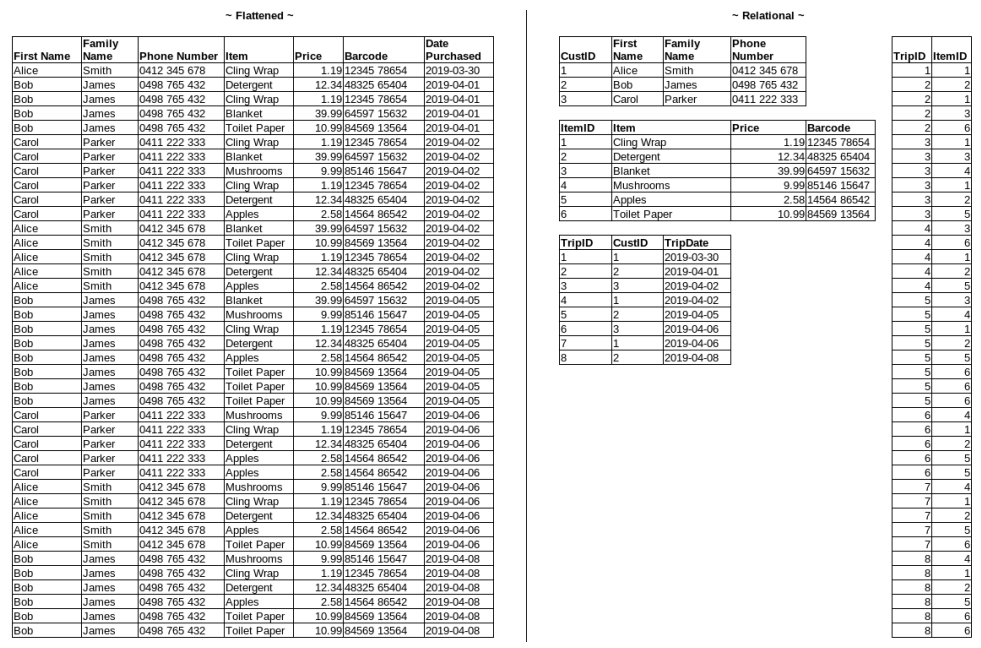 ~ Flattened ~
First Name Family Name Phone Number Item Price Barcode Date Purchased
Alice Smith 0412 345 678 Cling Wrap 1.19 12345 78654 2019-03-30
Bob James 0498 765 432 Detergent 12.34 48325 65404 2019-04-01
Bob James 0498 765 432 Cling Wrap 1.19 12345 78654 2019-04-01
Bob James 0498 765 432 Blanket 39.99 64597 15632 2019-04-01
Bob James 0498 765 432 Toilet Paper 10.99 84569 13564 2019-04-01
Carol Parker 0411 222 333 Cling Wrap 1.19 12345 78654 2019-04-02
Carol Parker 0411 222 333 Blanket 39.99 64597 15632 2019-04-02
Carol Parker 0411 222 333 Mushrooms 9.99 85146 15647 2019-04-02
Carol Parker 0411 222 333 Cling Wrap 1.19 12345 78654 2019-04-02
Carol Parker 0411 222 333 Detergent 12.34 48325 65404 2019-04-02
Carol Parker 0411 222 333 Apples 2.58 14564 86542 2019-04-02
Alice Smith 0412 345 678 Blanket 39.99 64597 15632 2019-04-02
Alice Smith 0412 345 678 Toilet Paper 10.99 84569 13564 2019-04-02
Alice Smith 0412 345 678 Cling Wrap 1.19 12345 78654 2019-04-02
Alice Smith 0412 345 678 Detergent 12.34 48325 65404 2019-04-02
Alice Smith 0412 345 678 Apples 2.58 14564 86542 2019-04-02
Bob James 0498 765 432 Blanket 39.99 64597 15632 2019-04-05
Bob James 0498 765 432 Mushrooms 9.99 85146 15647 2019-04-05
Bob James 0498 765 432 Cling Wrap 1.19 12345 78654 2019-04-05
Bob James 0498 765 432 Detergent 12.34 48325 65404 2019-04-05
Bob James 0498 765 432 Apples 2.58 14564 86542 2019-04-05
Bob James 0498 765 432 Toilet Paper 10.99 84569 13564 2019-04-05
Bob James 0498 765 432 Toilet Paper 10.99 84569 13564 2019-04-05
Bob James 0498 765 432 Toilet Paper 10.99 84569 13564 2019-04-05
Carol Parker 0411 222 333 Mushrooms 9.99 85146 15647 2019-04-06
Carol Parker 0411 222 333 Cling Wrap 1.19 12345 78654 2019-04-06
Carol Parker 0411 222 333 Detergent 12.34 48325 65404 2019-04-06
Carol Parker 0411 222 333 Apples 2.58 14564 86542 2019-04-06
Carol Parker 0411 222 333 Apples 2.58 14564 86542 2019-04-06
Alice Smith 0412 345 678 Mushrooms 9.99 85146 15647 2019-04-06
Alice Smith 0412 345 678 Cling Wrap 1.19 12345 78654 2019-04-06
Alice Smith 0412 345 678 Detergent 12.34 48325 65404 2019-04-06
Alice Smith 0412 345 678 Apples 2.58 14564 86542 2019-04-06
Alice Smith 0412 345 678 Toilet Paper 10.99 84569 13564 2019-04-06
Bob James 0498 765 432 Mushrooms 9.99 85146 15647 2019-04-08
Bob James 0498 765 432 Cling Wrap 1.19 12345 78654 2019-04-08
Bob James 0498 765 432 Detergent 12.34 48325 65404 2019-04-08
Bob James 0498 765 432 Apples 2.58 14564 86542 2019-04-08
Bob James 0498 765 432 Toilet Paper 10.99 84569 13564 2019-04-08
Bob James 0498 765 432 Toilet Paper 10.99 84569 13564 2019-04-08
~ Relational ~
CustID First Name Family Name Phone Number
1 Alice Smith 0412 345 678
2 Bob James 0498 765 432
3 Carol Parker 0411 222 333
ItemID Item Price Barcode
1 Cling Wrap 1.19 12345 78654
2 Detergent 12.34 48325 65404
3 Blanket 39.99 64597 15632
4 Mushrooms 9.99 85146 15647
5 Apples 2.58 14564 86542
6 Toilet Paper 10.99 84569 13564
TripID CustID TripDate
1 1 2019-03-30
2 2 2019-04-01
3 3 2019-04-02
4 1 2019-04-02
5 2 2019-04-05
6 3 2019-04-06
7 1 2019-04-06
8 2 2019-04-08
TripID ItemID
1 1
2 2
2 1
2 3
2 6
3 1
3 3
3 4
3 1
3 2
3 5
4 3
4 6
4 1
4 2
4 5
5 3
5 4
5 1
5 2
5 5
5 6
5 6
5 6
6 4
6 1
6 2
6 5
6 5
7 4
7 1
7 2
7 5
7 6
8 4
8 1
8 2
8 5
8 6
8 6